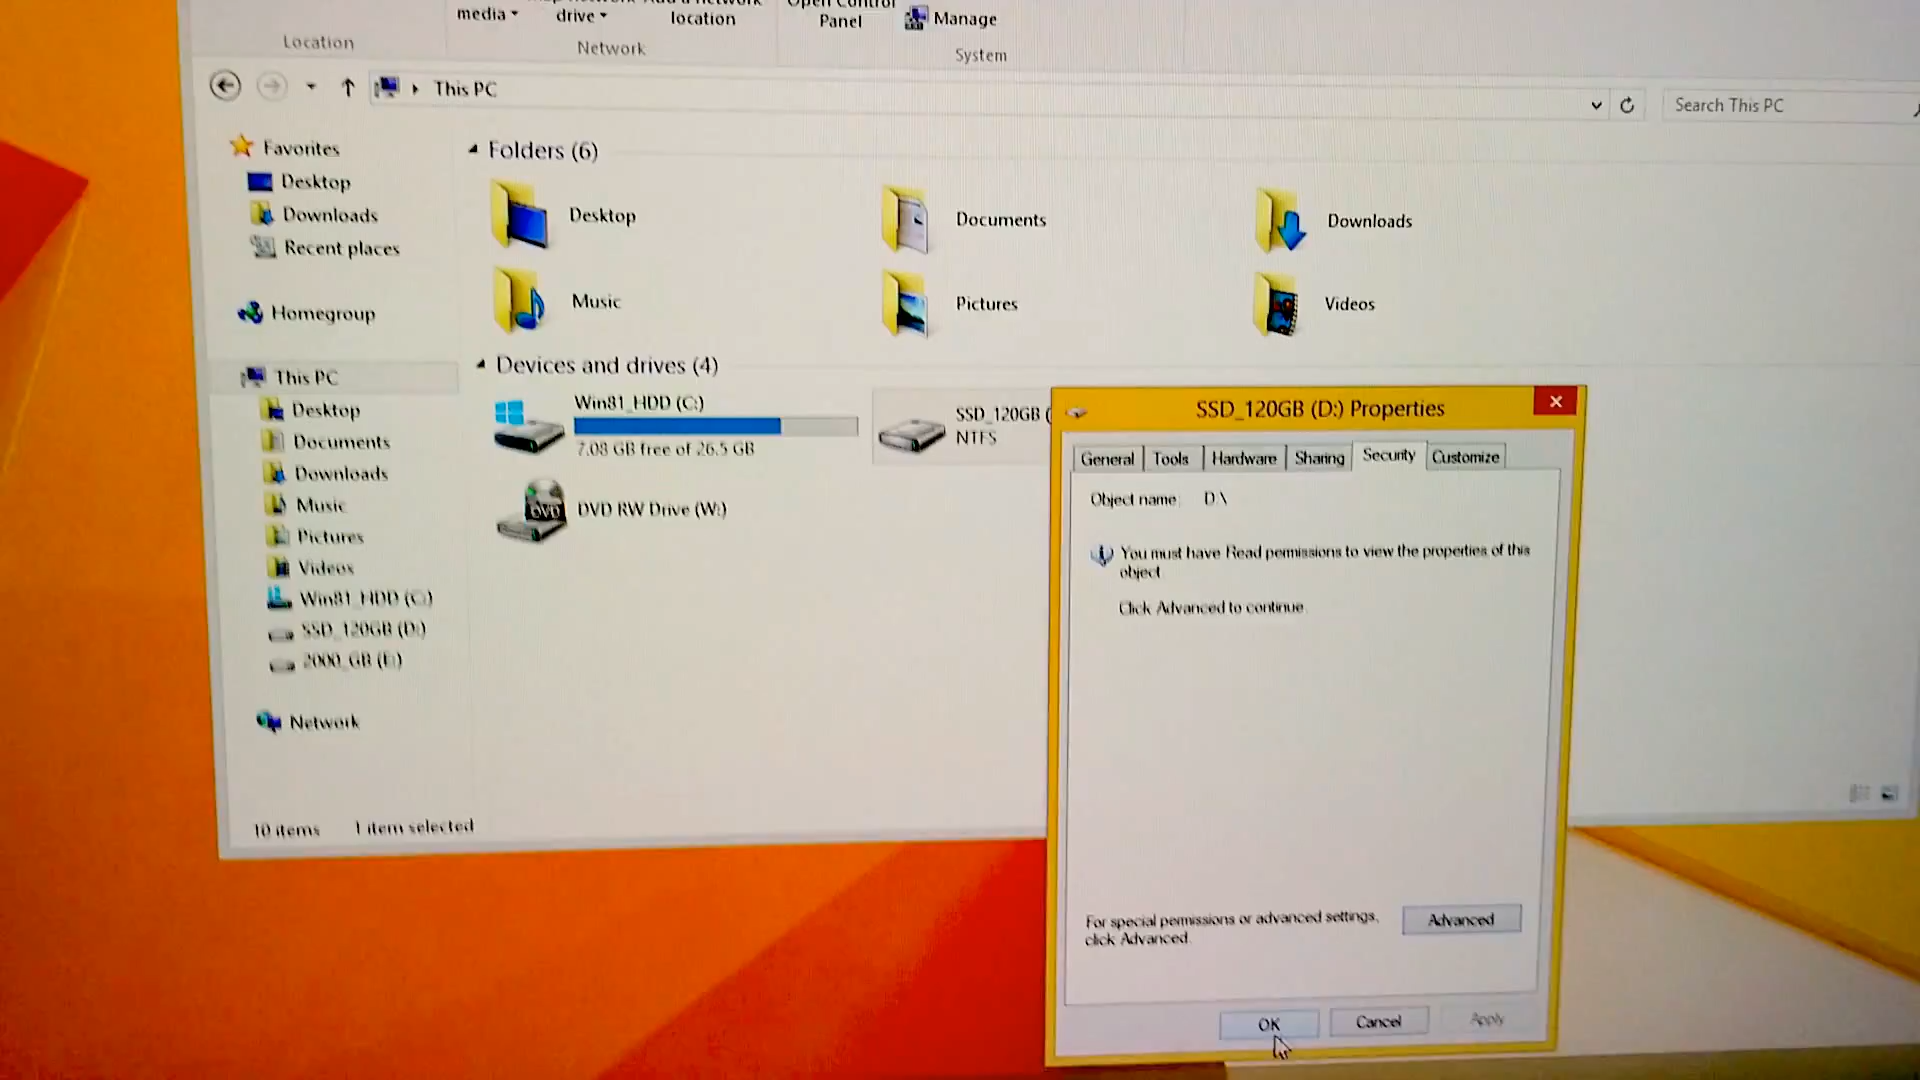 media
drive
location
Panel
Manage
Location
Network
System
This PC
Search This PC
Favorites
Desktop
Downloads
Recent places
Homegroup
This PC
Desktop
Documents
Downloads
Music
Pictures
Videos
Win81_HDD (C:)
SSD_120GB (D:)
2000_GB (E:)
Network
Folders (6)
Desktop
Documents
Downloads
Music
Pictures
Videos
Devices and drives (4)
Win81_HDD (C:)
7.08 GB free of 26.5 GB
SSD_120GB (
NTFS
DVD
DVD RW Drive (W:)
10 items
1 item selected
SSD_120GB (D:) Properties
General
Tools
Hardware
Sharing
Security
Customize
Object name: D:\
You must have Read permissions to view the properties of this
object.
Click Advanced to continue.
For special permissions or advanced settings,
click Advanced.
Advanced
OK
Cancel
Apply